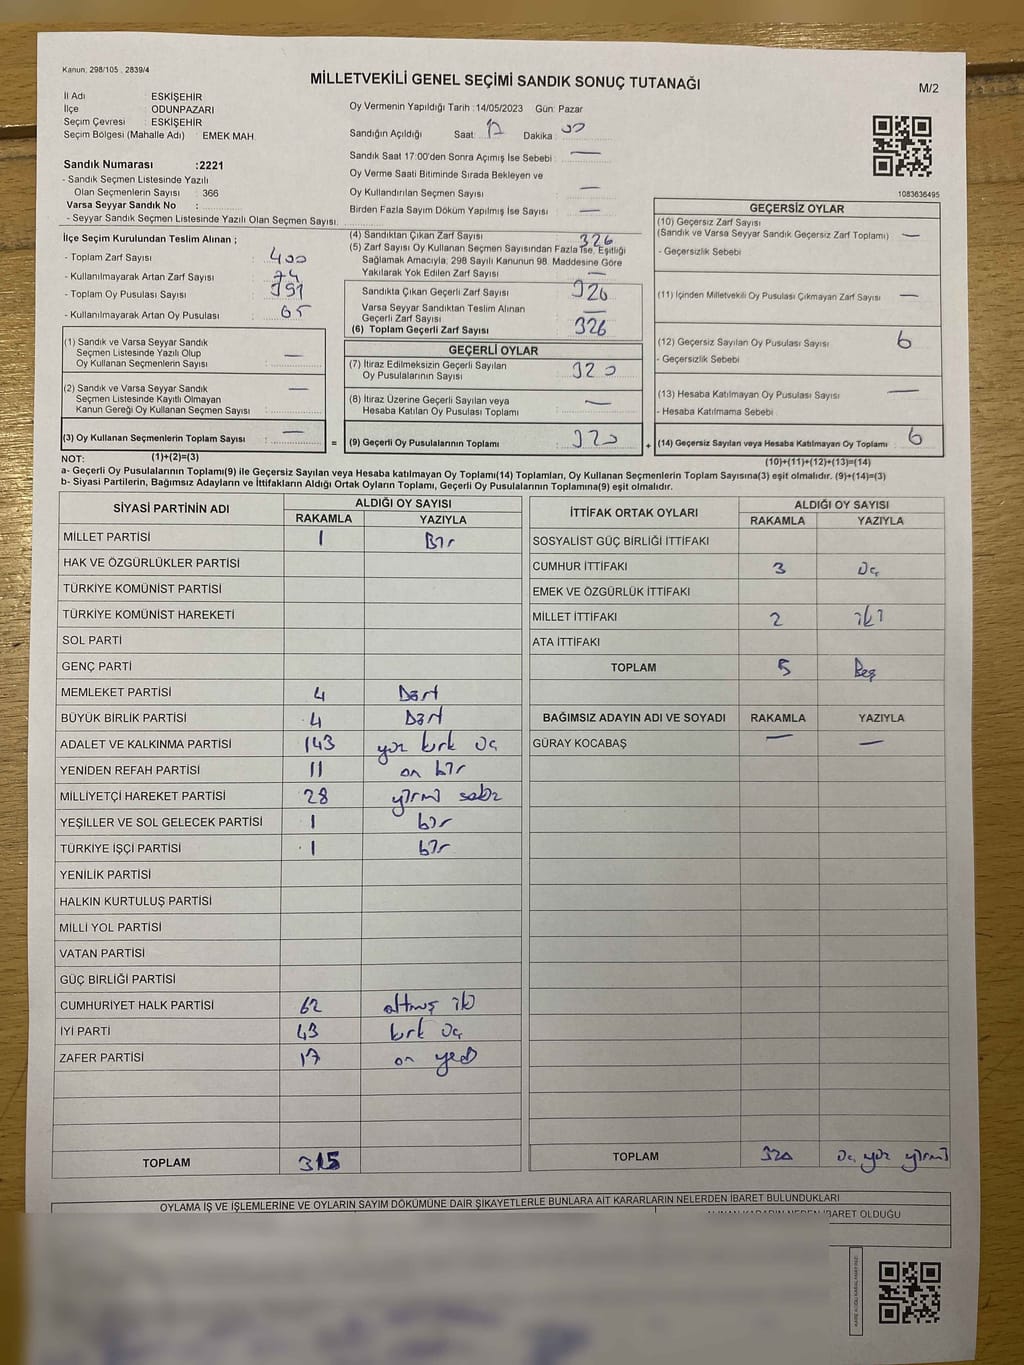 Kanun: 298/105 , 2839/4
MİLLETVEKİLİ GENEL SEÇİMİ SANDIK SONUÇ TUTANAĞI
M/2
İl Adı ESKİŞEHİR
İlçe ODUNPAZARI
Seçim Çevresi : ESKİŞEHİR
Seçim Bölgesi (Mahalle Adı) EMEK MAH.
Oy Vermenin Yapıldığı Tarih : 14/05/2023 Gün: Pazar
Sandığın Açıldığı Saat: 17 Dakika : 00
Sandık Saat 17:00'den Sonra Açımış İse Sebebi : —
Oy Verme Saati Bitiminde Sırada Bekleyen ve
Oy Kullandırılan Seçmen Sayısı —
Birden Fazla Sayım Döküm Yapılmış İse Sayısı —
Sandık Numarası :2221
- Sandık Seçmen Listesinde Yazılı
Olan Seçmenlerin Sayısı : 366
Varsa Seyyar Sandık No :
- Seyyar Sandık Seçmen Listesinde Yazılı Olan Seçmen Sayısı:
1083636495
İlçe Seçim Kurulundan Teslim Alınan ;
- Toplam Zarf Sayısı : 400
- Kullanılmayarak Artan Zarf Sayısı : 74
- Toplam Oy Pusulası Sayısı : 391
- Kullanılmayarak Artan Oy Pusulası : 65
(4) Sandıktan Çıkan Zarf Sayısı 326
(5) Zarf Sayısı Oy Kullanan Seçmen Sayısından Fazla İse, Eşitliği
Sağlamak Amacıyla, 298 Sayılı Kanunun 98. Maddesine Göre
Yakılarak Yok Edilen Zarf Sayısı —
Sandıkta Çıkan Geçerli Zarf Sayısı 326
Varsa Seyyar Sandıktan Teslim Alınan
Geçerli Zarf Sayısı —
(6) Toplam Geçerli Zarf Sayısı 326
GEÇERSİZ OYLAR
(10) Geçersiz Zarf Sayısı
(Sandık ve Varsa Seyyar Sandık Geçersiz Zarf Toplamı) —
- Geçersizlik Sebebi
(11) İçinden Milletvekili Oy Pusulası Çıkmayan Zarf Sayısı —
(12) Geçersiz Sayılan Oy Pusulası Sayısı 6
- Geçersizlik Sebebi
(13) Hesaba Katılmayan Oy Pusulası Sayısı —
- Hesaba Katılmama Sebebi
(1) Sandık ve Varsa Seyyar Sandık
Seçmen Listesinde Yazılı Olup
Oy Kullanan Seçmenlerin Sayısı : —
(2) Sandık ve Varsa Seyyar Sandık
Seçmen Listesinde Kayıtlı Olmayan
Kanun Gereği Oy Kullanan Seçmen Sayısı : —
GEÇERLİ OYLAR
(7) İtiraz Edilmeksizin Geçerli Sayılan
Oy Pusulalarının Sayısı 320
(8) İtiraz Üzerine Geçerli Sayılan veya
Hesaba Katılan Oy Pusulası Toplamı —
(3) Oy Kullanan Seçmenlerin Toplam Sayısı : — = (9) Geçerli Oy Pusulalarının Toplamı 320 + (14) Geçersiz Sayılan veya Hesaba Katılmayan Oy Toplamı 6
NOT: (1)+(2)=(3) (10)+(11)+(12)+(13)=(14)
a- Geçerli Oy Pusulalarının Toplamı(9) ile Geçersiz Sayılan veya Hesaba katılmayan Oy Toplamı(14) Toplamları, Oy Kullanan Seçmenlerin Toplam Sayısına(3) eşit olmalıdır. (9)+(14)=(3)
b- Siyasi Partilerin, Bağımsız Adayların ve İttifakların Aldığı Ortak Oyların Toplamı, Geçerli Oy Pusulalarının Toplamına(9) eşit olmalıdır.
SİYASİ PARTİNİN ADI ALDIĞI OY SAYISI
RAKAMLA YAZIYLA
MİLLET PARTİSİ 1 Bir
HAK VE ÖZGÜRLÜKLER PARTİSİ
TÜRKİYE KOMÜNİST PARTİSİ
TÜRKİYE KOMÜNİST HAREKETİ
SOL PARTİ
GENÇ PARTİ
MEMLEKET PARTİSİ 4 Dört
BÜYÜK BİRLİK PARTİSİ 4 Dört
ADALET VE KALKINMA PARTİSİ 143 yüz kırk üç
YENİDEN REFAH PARTİSİ 11 on bir
MİLLİYETÇİ HAREKET PARTİSİ 28 yirmi sekiz
YEŞİLLER VE SOL GELECEK PARTİSİ 1 bir
TÜRKİYE İŞÇİ PARTİSİ 1 bir
YENİLİK PARTİSİ
HALKIN KURTULUŞ PARTİSİ
MİLLİ YOL PARTİSİ
VATAN PARTİSİ
GÜÇ BİRLİĞİ PARTİSİ
CUMHURİYET HALK PARTİSİ 62 altmış iki
İYİ PARTİ 43 kırk üç
ZAFER PARTİSİ 17 on yedi
TOPLAM 315
İTTİFAK ORTAK OYLARI ALDIĞI OY SAYISI
RAKAMLA YAZIYLA
SOSYALİST GÜÇ BİRLİĞİ İTTİFAKI
CUMHUR İTTİFAKI 3 üç
EMEK VE ÖZGÜRLÜK İTTİFAKI
MİLLET İTTİFAKI 2 iki
ATA İTTİFAKI
TOPLAM 5 Beş
BAĞIMSIZ ADAYIN ADI VE SOYADI RAKAMLA YAZIYLA
GÜRAY KOCABAŞ — —
TOPLAM 320 üç yüz yirmi
OYLAMA İŞ VE İŞLEMLERİNE VE OYLARIN SAYIM DÖKÜMÜNE DAİR ŞİKAYETLERLE BUNLARA AİT KARARLARIN NELERDEN İBARET BULUNDUKLARI
İBARET OLDUĞU